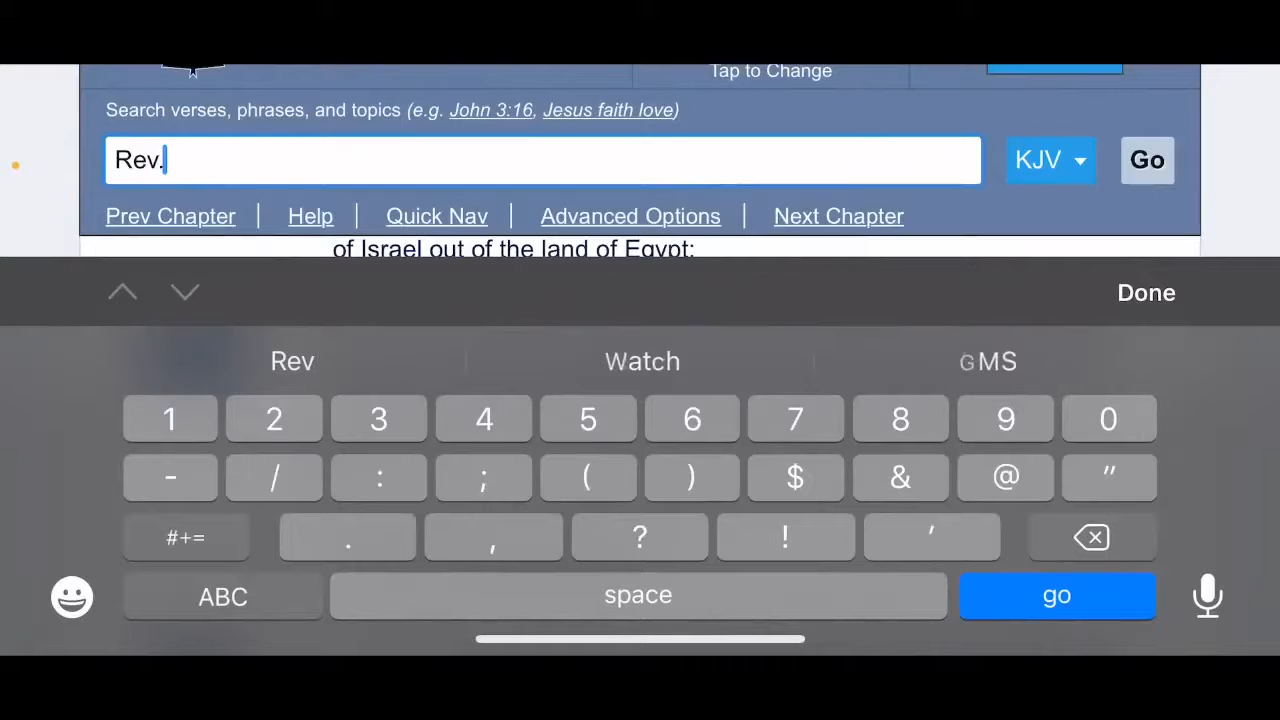 Tap to Change
Search verses, phrases, and topics (e.g. John 3:16, Jesus faith love)
Rev.
KJV
Go
Prev Chapter | Help | Quick Nav | Advanced Options | Next Chapter
of Israel out of the land of Egypt:
Done
Rev Watch GMS
1 2 3 4 5 6 7 8 9 0
- / : ; ( ) $ & @ "
#+= . , ? ! '
ABC space go